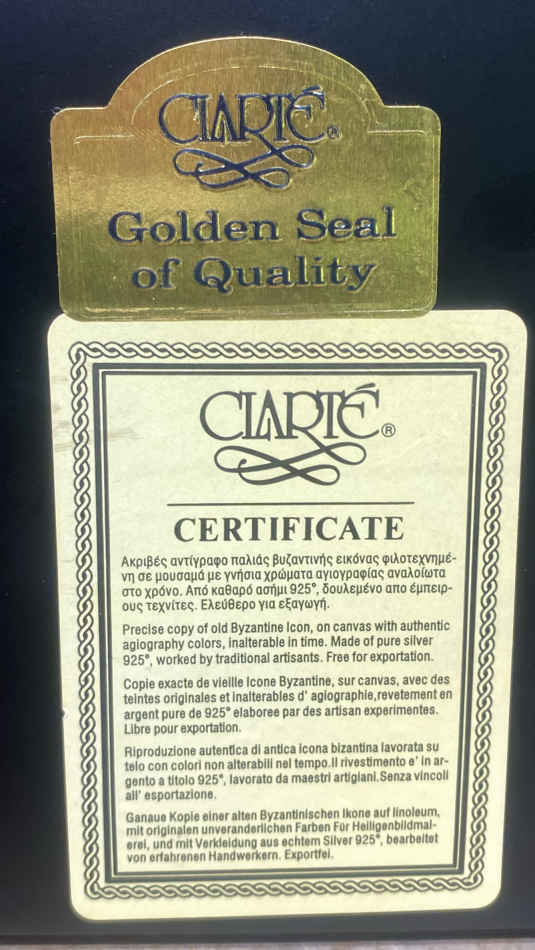 CLARTÉ®
Golden Seal
of Quality
CLARTÉ®
CERTIFICATE
Ακριβές αντίγραφο παλιάς βυζαντινής εικόνας φιλοτεχνημέ-
νη σε μουσαμά με γνήσια χρώματα αγιογραφίας αναλοίωτα
στο χρόνο. Από καθαρό ασήμι 925°, δουλεμένο απο έμπειρ-
ους τεχνίτες. Ελεύθερο για εξαγωγή.
Precise copy of old Byzantine Icon, on canvas with authentic
agiography colors, inalterable in time. Made of pure silver
925°, worked by traditional artisants. Free for exportation.
Copie exacte de vieille Icone Byzantine, sur canvas, avec des
teintes originales et inalterables d' agiographie,revetement en
argent pure de 925° elaboree par des artisan experimentes.
Libre pour exportation.
Riproduzione autentica di antica icona bizantina lavorata su
telo con colori non alterabili nel tempo.Il rivestimento e' in ar-
gento a titolo 925°, lavorato da maestri artigiani.Senza vincoli
all' esportazione.
Ganaue Kopie einer alten Byzantinischen Ikone auf linoleum,
mit originalen unveranderlichen Farben Für Heiligenbildmal-
erei, und mit Verkleidung aus echtem Silver 925°, bearbeitet
von erfahrenen Handwerkern. Exportfei.